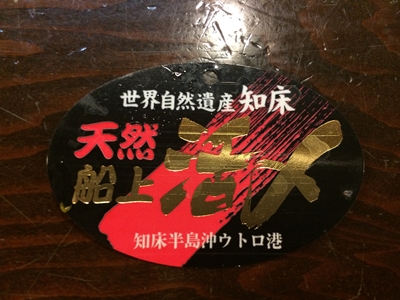 世界自然遺産知床
天然
船上活〆
知床半島沖ウトロ港